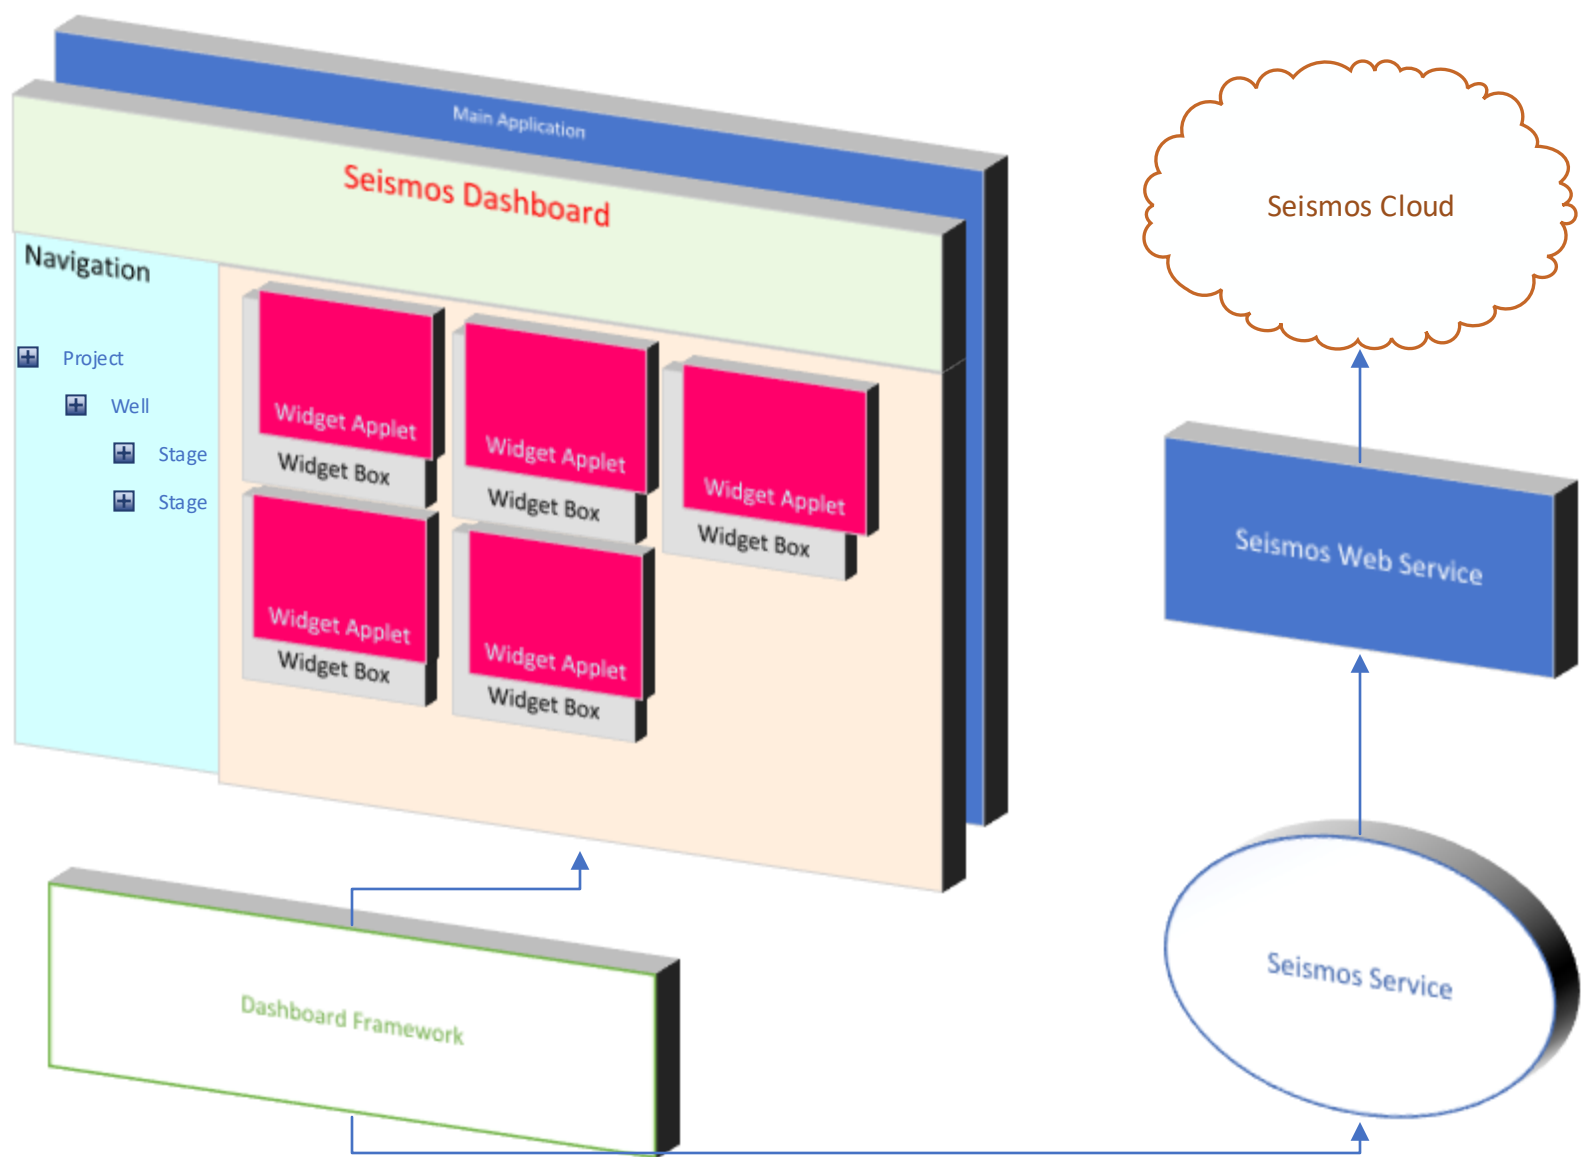 Main Application
Seismos Dashboard
Navigation
Project
Well
Stage
Stage
Widget Applet
Widget Box
Widget Applet
Widget Box
Widget Applet
Widget Box
Widget Applet
Widget Box
Widget Applet
Widget Box
Dashboard Framework
Seismos Cloud
Seismos Web Service
Seismos Service